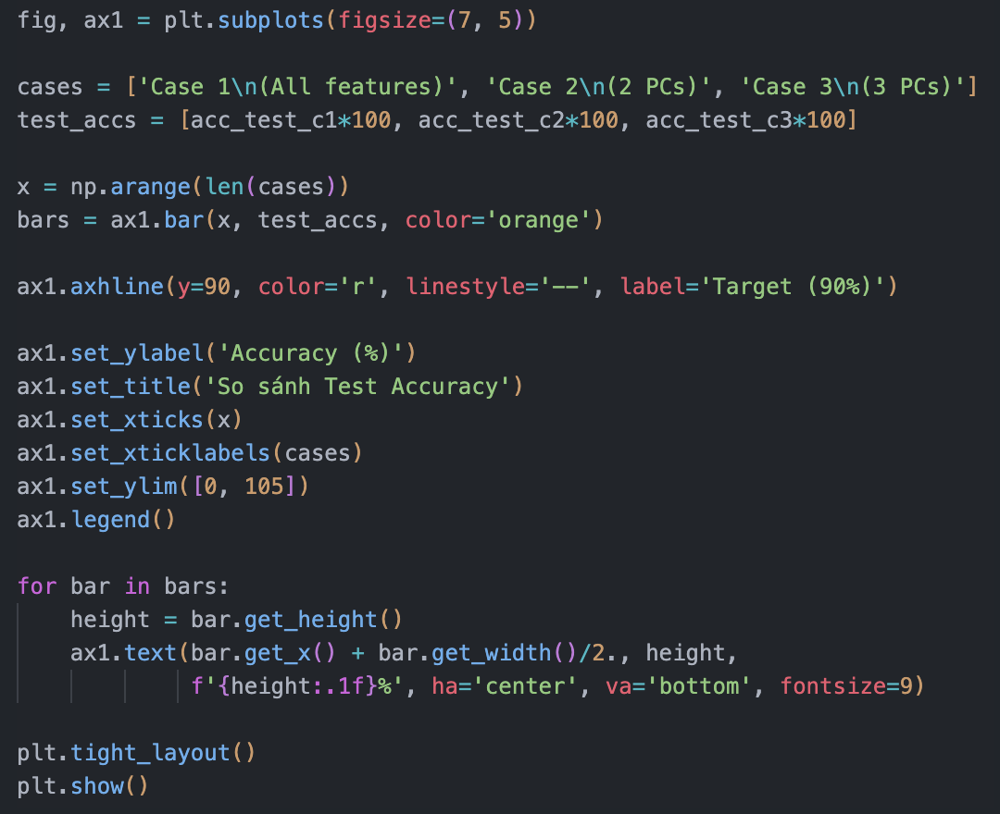 fig, ax1 = plt.subplots(figsize=(7, 5))

cases = ['Case 1\n(All features)', 'Case 2\n(2 PCs)', 'Case 3\n(3 PCs)']
test_accs = [acc_test_c1*100, acc_test_c2*100, acc_test_c3*100]

x = np.arange(len(cases))
bars = ax1.bar(x, test_accs, color='orange')

ax1.axhline(y=90, color='r', linestyle='--', label='Target (90%)')

ax1.set_ylabel('Accuracy (%)')
ax1.set_title('So sánh Test Accuracy')
ax1.set_xticks(x)
ax1.set_xticklabels(cases)
ax1.set_ylim([0, 105])
ax1.legend()

for bar in bars:
    height = bar.get_height()
    ax1.text(bar.get_x() + bar.get_width()/2., height,
             f'{height:.1f}%', ha='center', va='bottom', fontsize=9)

plt.tight_layout()
plt.show()